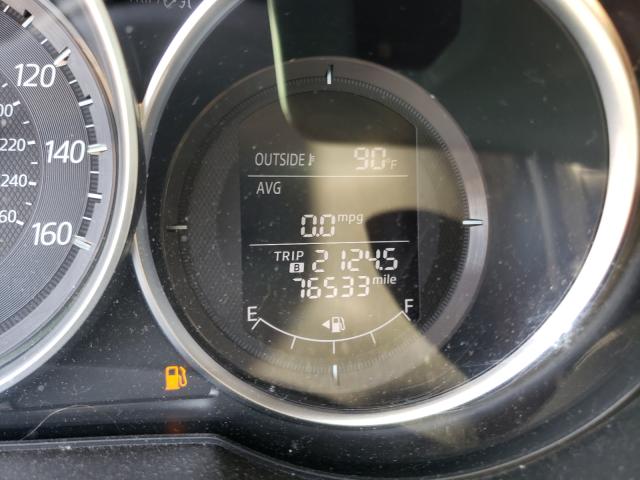 120
140
160
220
240
OUTSIDE 90°F
AVG
0.0 mpg
TRIP B 2124.5
76533 mile
E F